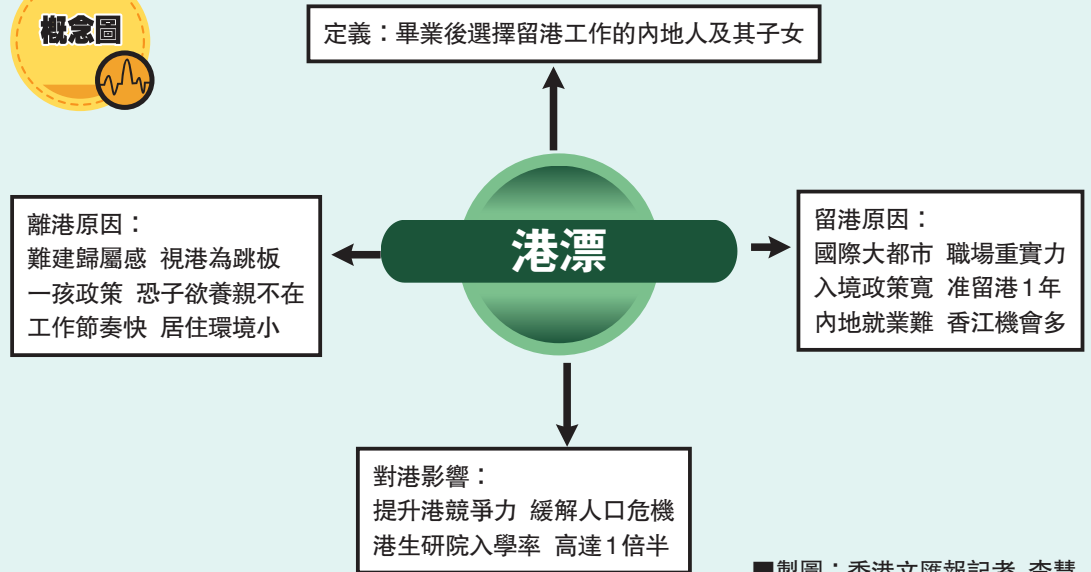 概念圖
定義：畢業後選擇留港工作的內地人及其子女
港漂
離港原因：
難建歸屬感 視港為跳板
一孩政策 恐子欲養親不在
工作節奏快 居住環境小
留港原因：
國際大都市 職場重實力
入境政策寬 准留港1年
內地就業難 香江機會多
對港影響：
提升港競爭力 緩解人口危機
港生研院入學率 高達1倍半
■製圖：香港文匯報記者 李慧